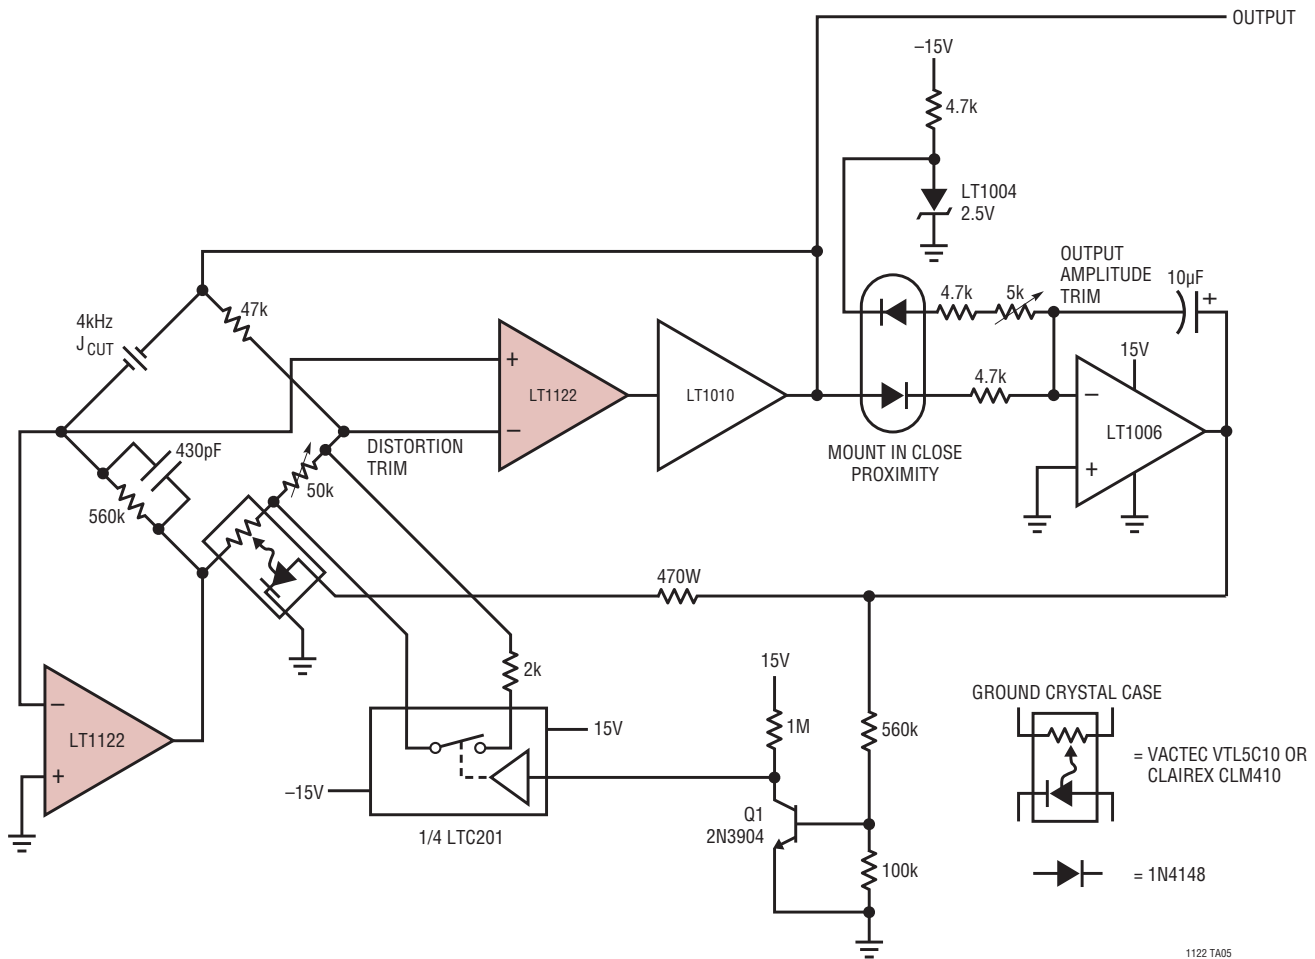 OUTPUT
–15V
4.7k
LT1004
2.5V
OUTPUT
AMPLITUDE
TRIM
10µF
+
4.7k
5k
47k
4kHz
JCUT
15V
+
LT1122
–
LT1010
4.7k
–
LT1006
+
MOUNT IN CLOSE
PROXIMITY
DISTORTION
TRIM
430pF
50k
560k
470W
15V
2k
GROUND CRYSTAL CASE
–
LT1122
+
15V
1M
560k
= VACTEC VTL5C10 OR
CLAIREX CLM410
–15V
Q1
2N3904
1/4 LTC201
100k
= 1N4148
1122 TA05